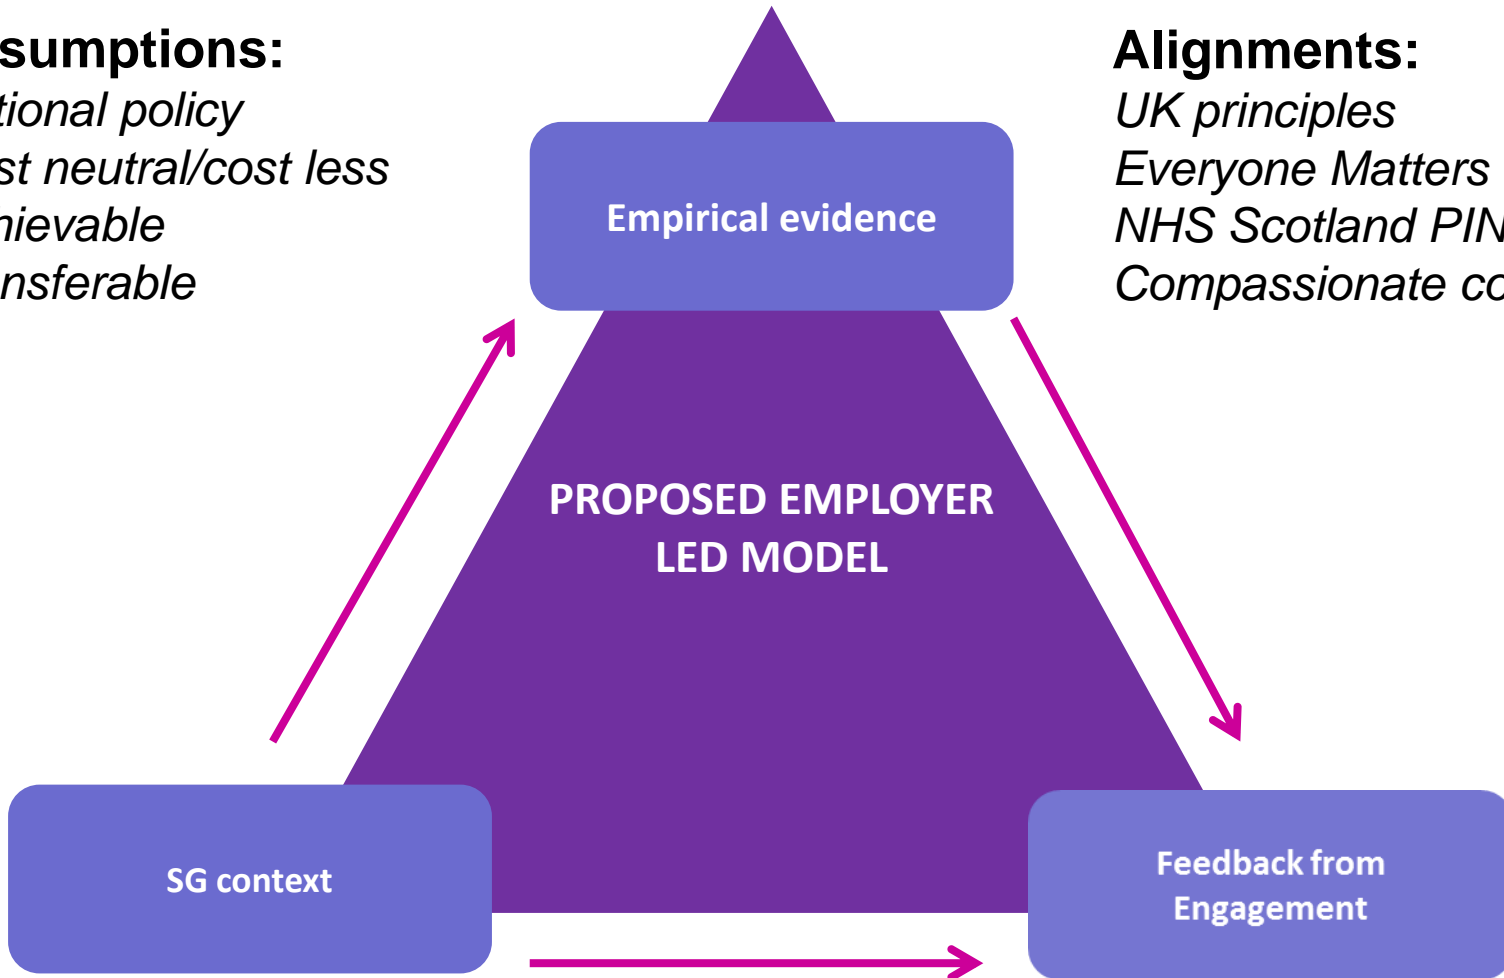 sumptions:
tional policy
st neutral/cost less
hievable
nsferable
Alignments:
UK principles
Everyone Matters
NHS Scotland PIN
Compassionate co
Empirical evidence
PROPOSED EMPLOYER
LED MODEL
SG context
Feedback from
Engagement